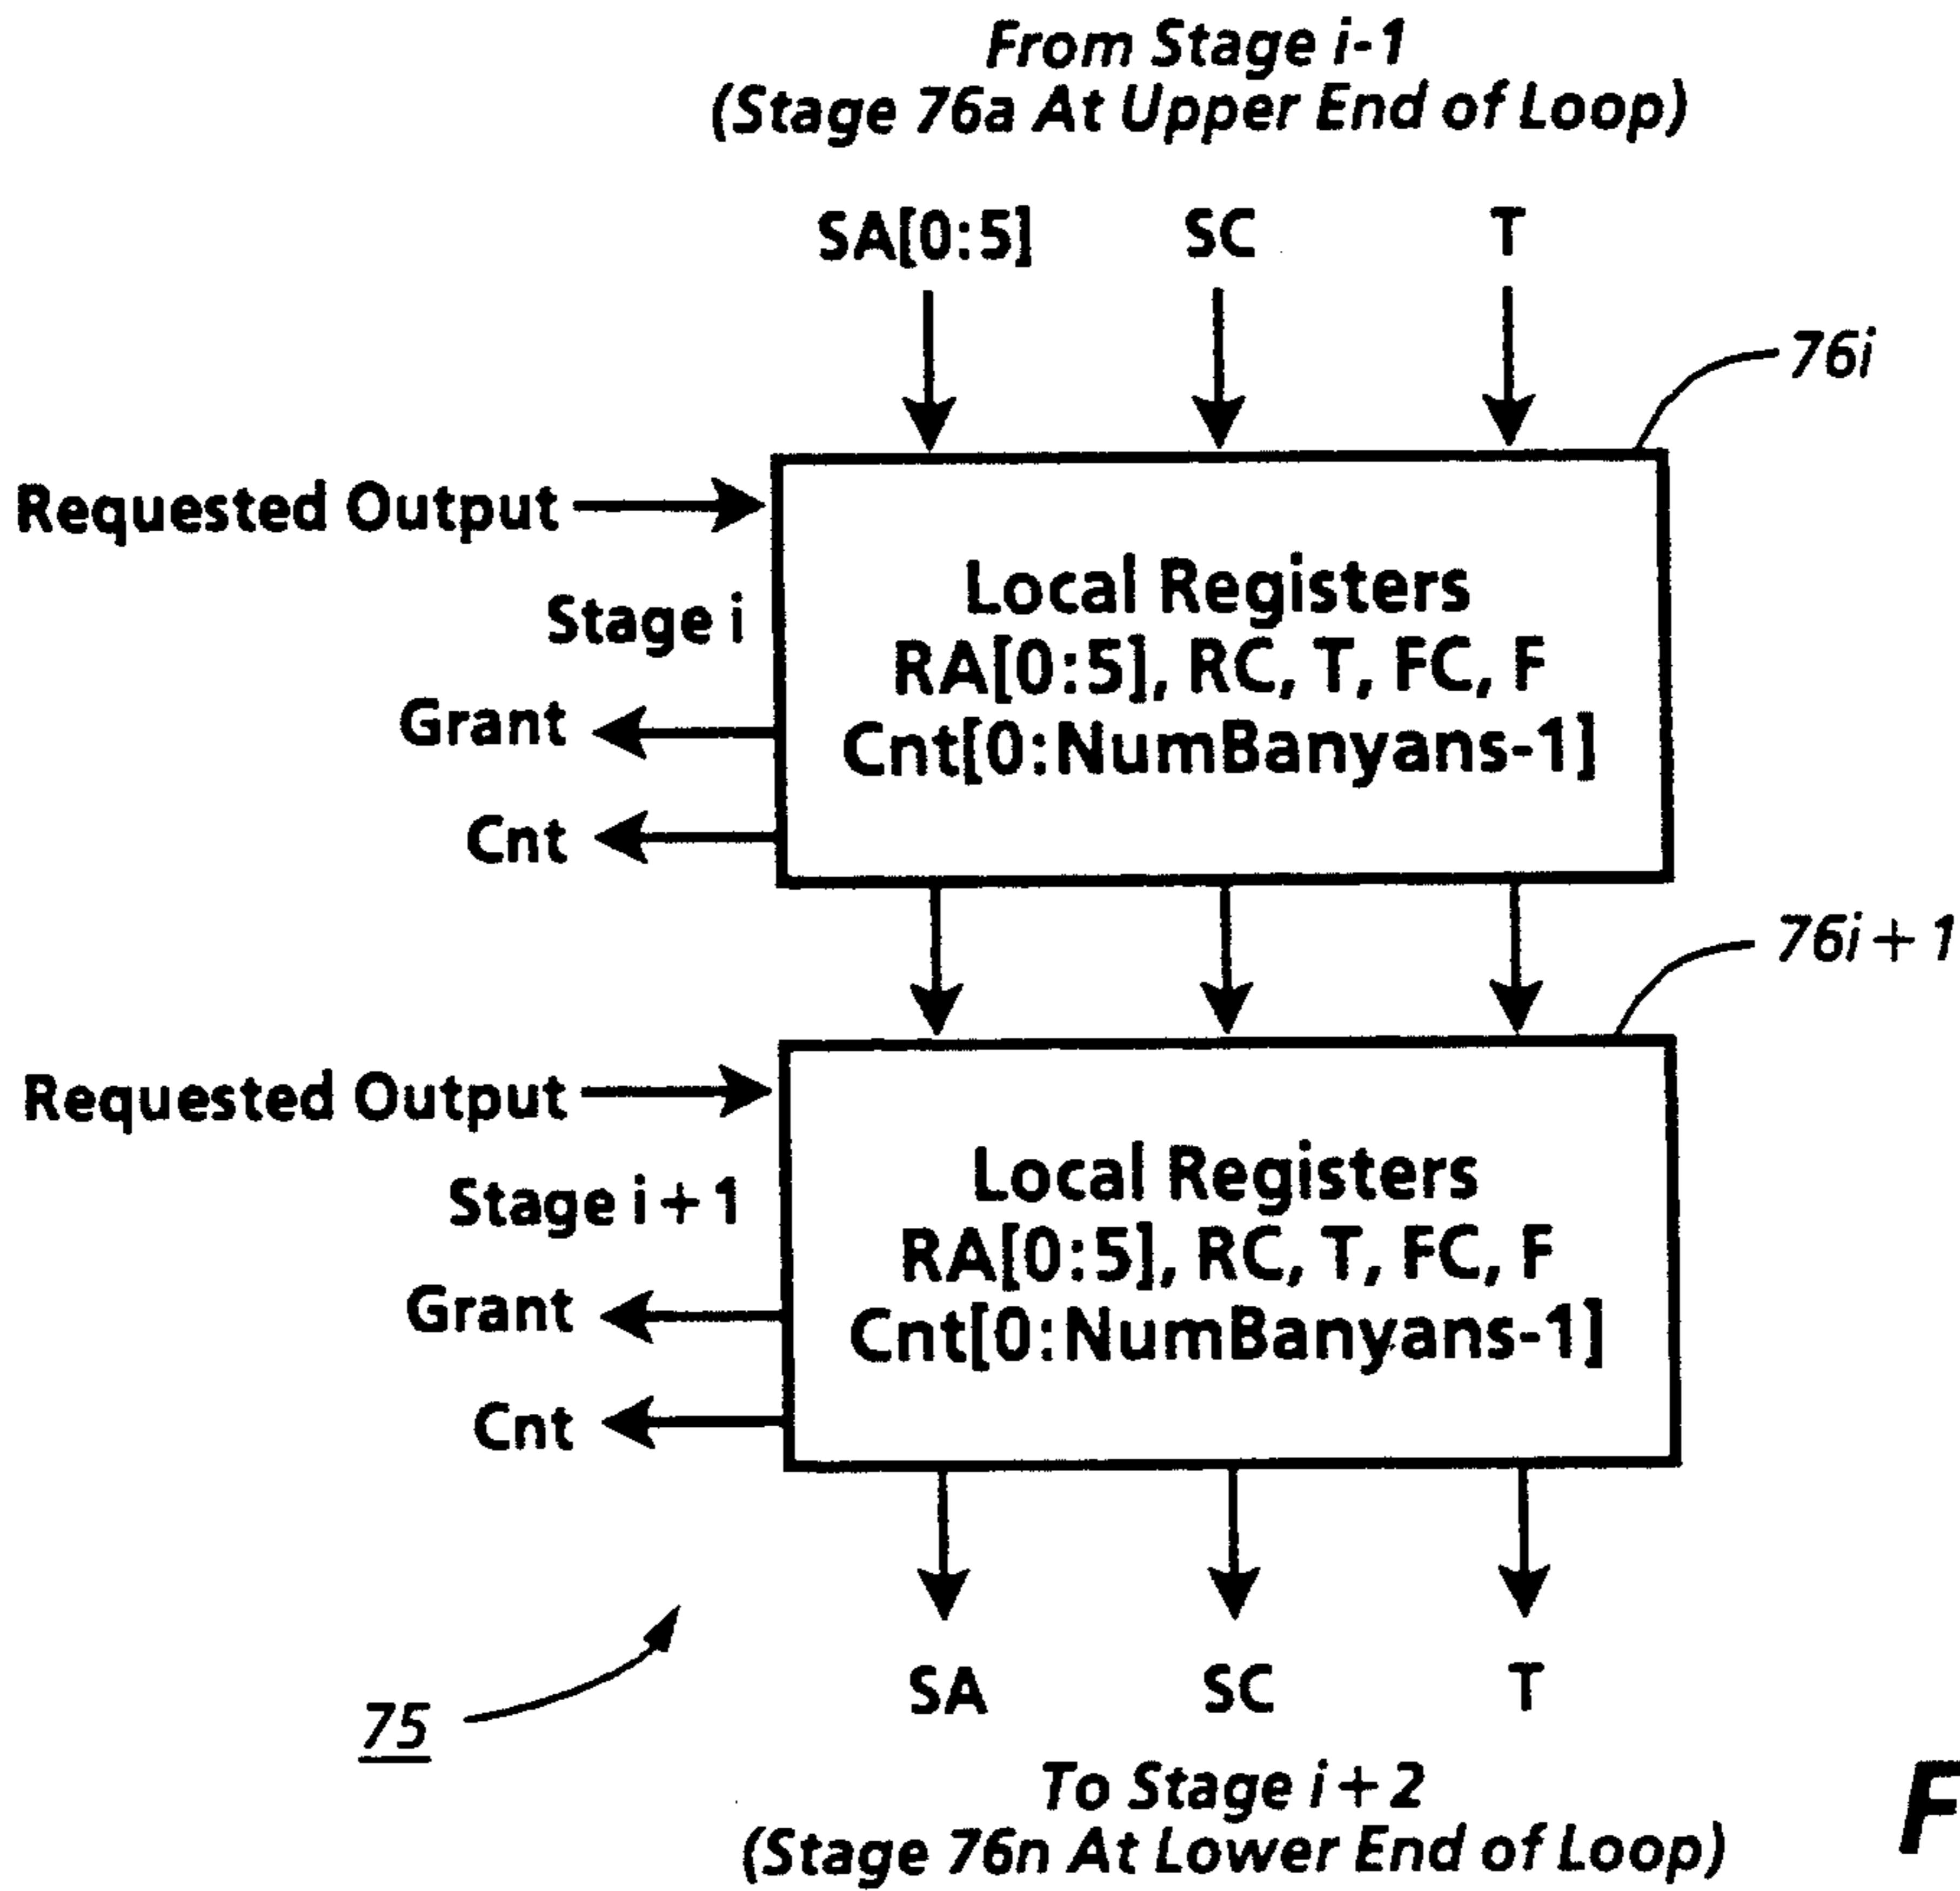 From Stage i-1
(Stage 76a At Upper End of Loop)
SA[0:5] SC T
76i
Requested Output
Local Registers
Stage i
RA[0:5], RC, T, FC, F
Grant
Cnt[0:NumBanyans-1]
Cnt
76i+1
Requested Output
Local Registers
Stage i+1
RA[0:5], RC, T, FC, F
Grant
Cnt[0:NumBanyans-1]
Cnt
SA SC T
75
To Stage i+2
F
(Stage 76n At Lower End of Loop)